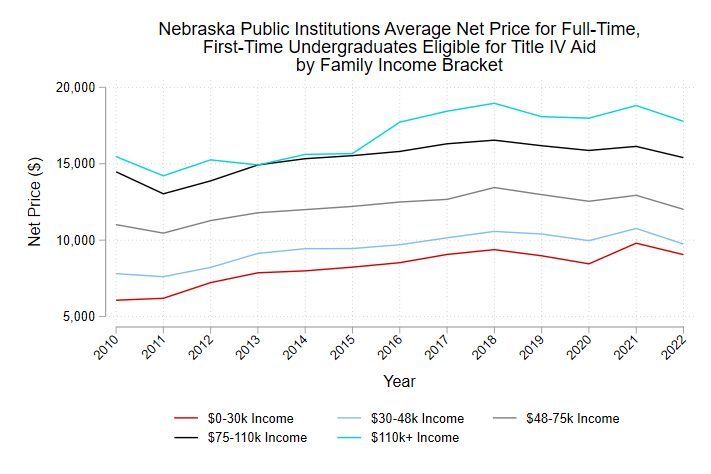 Nebraska Public Institutions Average Net Price for Full-Time,
First-Time Undergraduates Eligible for Title IV Aid
by Family Income Bracket
Net Price ($)
20,000
15,000
10,000
5,000
2010 2011 2012 2013 2014 2015 2016 2017 2018 2019 2020 2021 2022
Year
$0-30k Income $30-48k Income $48-75k Income
$75-110k Income $110k+ Income